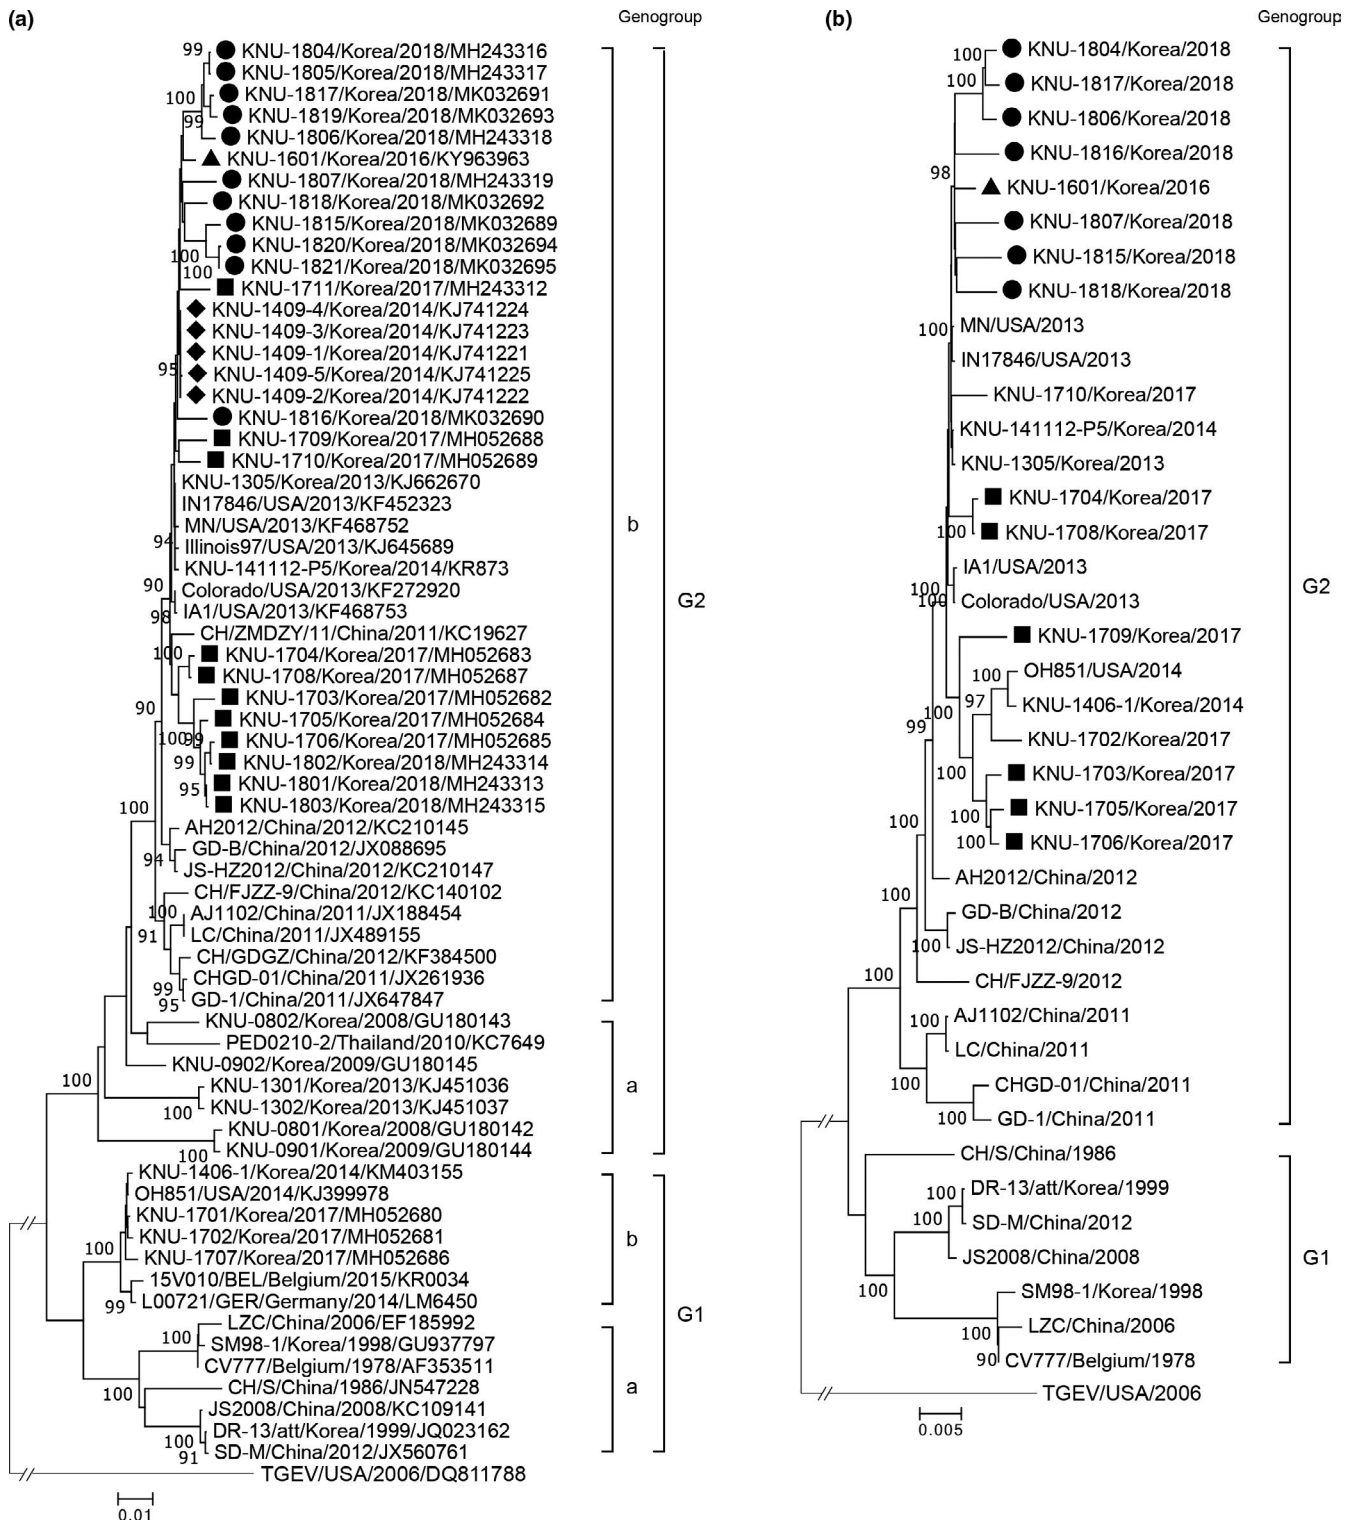 (a)
Genogroup
99
KNU-1804/Korea/2018/MH243316
KNU-1805/Korea/2018/MH243317
KNU-1817/Korea/2018/MK032691
100
KNU-1819/Korea/2018/MK032693
99
KNU-1806/Korea/2018/MH243318
KNU-1601/Korea/2016/KY963963
KNU-1807/Korea/2018/MH243319
KNU-1818/Korea/2018/MK032692
KNU-1815/Korea/2018/MK032689
KNU-1820/Korea/2018/MK032694
100
KNU-1821/Korea/2018/MK032695
100
KNU-1711/Korea/2017/MH243312
KNU-1409-4/Korea/2014/KJ741224
KNU-1409-3/Korea/2014/KJ741223
KNU-1409-1/Korea/2014/KJ741221
95
KNU-1409-5/Korea/2014/KJ741225
KNU-1409-2/Korea/2014/KJ741222
KNU-1816/Korea/2018/MK032690
KNU-1709/Korea/2017/MH052688
KNU-1710/Korea/2017/MH052689
KNU-1305/Korea/2013/KJ662670
IN17846/USA/2013/KF452323
MN/USA/2013/KF468752
b
94
Illinois97/USA/2013/KJ645689
KNU-141112-P5/Korea/2014/KR873
90
Colorado/USA/2013/KF272920
IA1/USA/2013/KF468753
98
G2
CH/ZMDZY/11/China/2011/KC19627
100
KNU-1704/Korea/2017/MH052683
KNU-1708/Korea/2017/MH052687
KNU-1703/Korea/2017/MH052682
90
KNU-1705/Korea/2017/MH052684
100
99
KNU-1706/Korea/2017/MH052685
99
KNU-1802/Korea/2018/MH243314
KNU-1801/Korea/2018/MH243313
95
KNU-1803/Korea/2018/MH243315
100
AH2012/China/2012/KC210145
GD-B/China/2012/JX088695
94
JS-HZ2012/China/2012/KC210147
CH/FJZZ-9/China/2012/KC140102
100
AJ1102/China/2011/JX188454
91
LC/China/2011/JX489155
CH/GDGZ/China/2012/KF384500
CHGD-01/China/2011/JX261936
99
95
GD-1/China/2011/JX647847
KNU-0802/Korea/2008/GU180143
PED0210-2/Thailand/2010/KC7649
KNU-0902/Korea/2009/GU180145
100
KNU-1301/Korea/2013/KJ451036
a
100
KNU-1302/Korea/2013/KJ451037
KNU-0801/Korea/2008/GU180142
100
KNU-0901/Korea/2009/GU180144
KNU-1406-1/Korea/2014/KM403155
OH851/USA/2014/KJ399978
KNU-1701/Korea/2017/MH052680
KNU-1702/Korea/2017/MH052681
b
100
KNU-1707/Korea/2017/MH052686
15V010/BEL/Belgium/2015/KR0034
99
L00721/GER/Germany/2014/LM6450
G1
LZC/China/2006/EF185992
100
SM98-1/Korea/1998/GU937797
CV777/Belgium/1978/AF353511
100
CH/S/China/1986/JN547228
a
JS2008/China/2008/KC109141
DR-13/att/Korea/1999/JQ023162
100
91
SD-M/China/2012/JX560761
TGEV/USA/2006/DQ811788
0.01
(b)
Genogroup
100
KNU-1804/Korea/2018
100
KNU-1817/Korea/2018
KNU-1806/Korea/2018
KNU-1816/Korea/2018
98
KNU-1601/Korea/2016
KNU-1807/Korea/2018
KNU-1815/Korea/2018
KNU-1818/Korea/2018
100
MN/USA/2013
IN17846/USA/2013
KNU-1710/Korea/2017
KNU-141112-P5/Korea/2014
KNU-1305/Korea/2013
KNU-1704/Korea/2017
100
KNU-1708/Korea/2017
IA1/USA/2013
100
100
Colorado/USA/2013
G2
KNU-1709/Korea/2017
100
OH851/USA/2014
97
KNU-1406-1/Korea/2014
100
99
KNU-1702/Korea/2017
100
KNU-1703/Korea/2017
100
KNU-1705/Korea/2017
100
100
KNU-1706/Korea/2017
AH2012/China/2012
100
GD-B/China/2012
100
JS-HZ2012/China/2012
100
CH/FJZZ-9/2012
100
AJ1102/China/2011
LC/China/2011
100
CHGD-01/China/2011
100
GD-1/China/2011
CH/S/China/1986
100
DR-13/att/Korea/1999
100
SD-M/China/2012
JS2008/China/2008
G1
100
SM98-1/Korea/1998
100
LZC/China/2006
90
CV777/Belgium/1978
TGEV/USA/2006
0.005